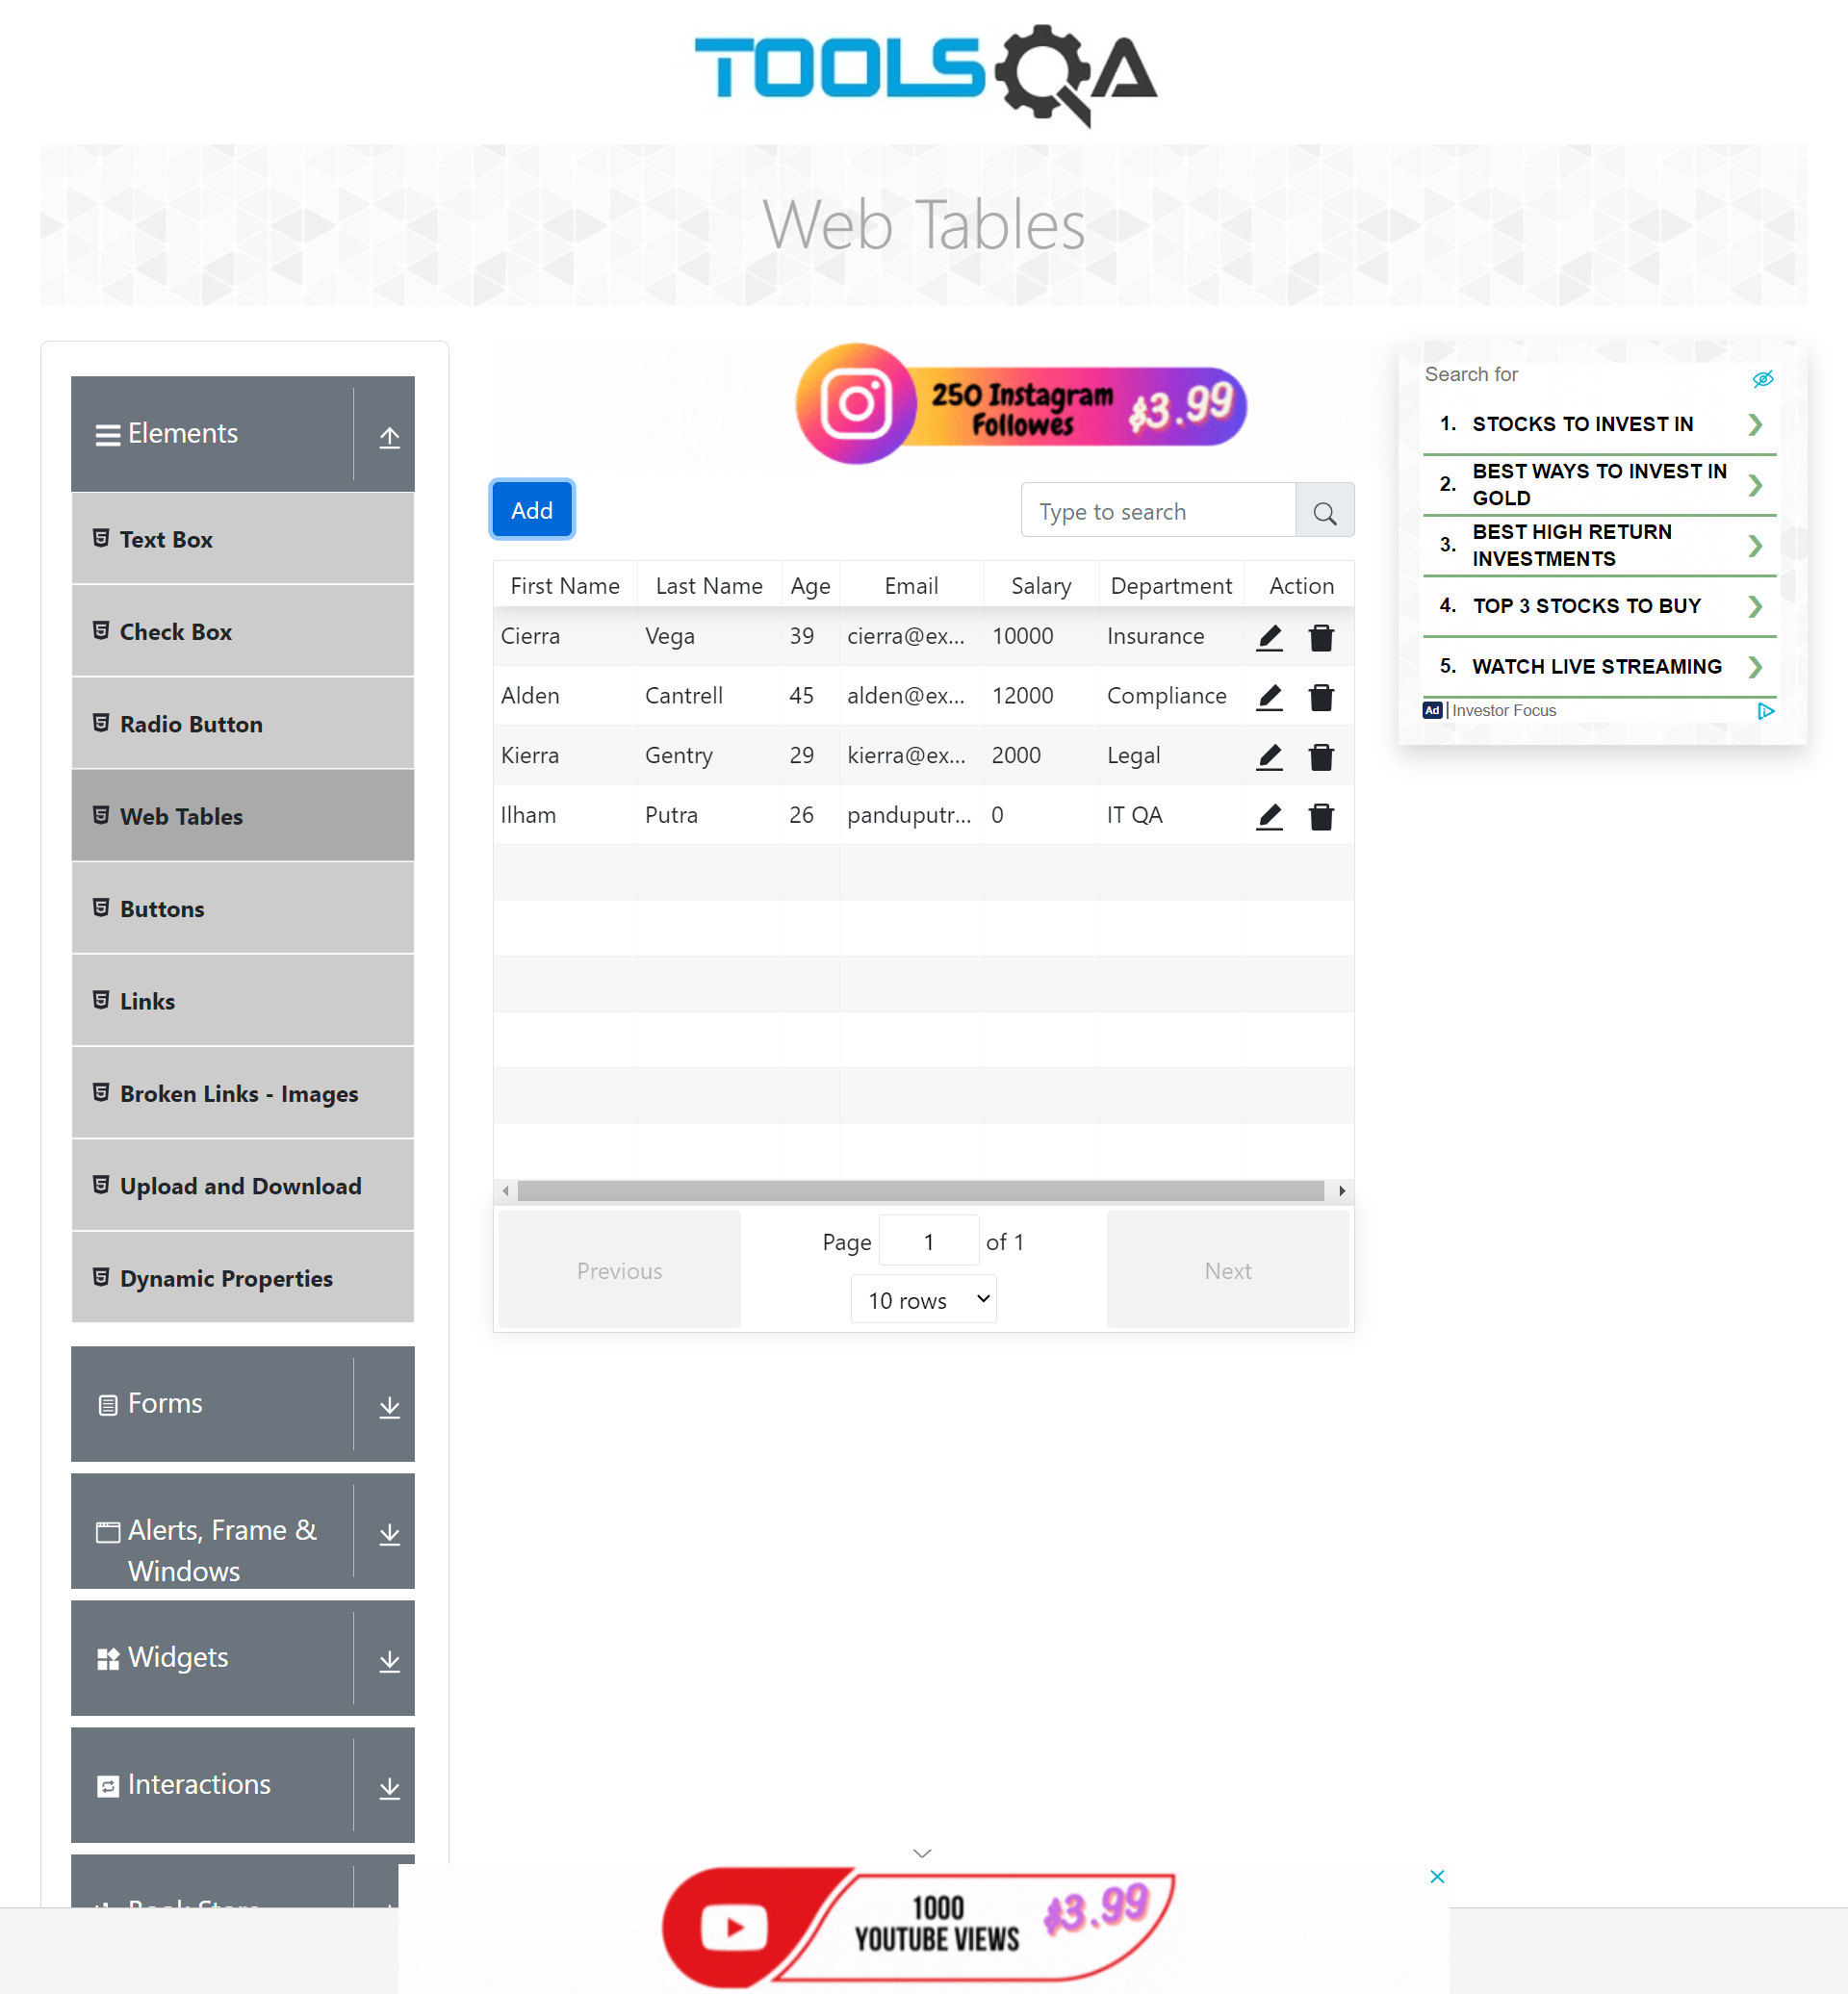 TOOLSQA
Web Tables
Elements
Text Box
Check Box
Radio Button
Web Tables
Buttons
Links
Broken Links - Images
Upload and Download
Dynamic Properties
Forms
Alerts, Frame &
Windows
Widgets
Interactions
250 Instagram
Followes
$3.99
Add
Type to search
First Name Last Name Age Email Salary Department Action
Cierra Vega 39 cierra@ex... 10000 Insurance
Alden Cantrell 45 alden@ex... 12000 Compliance
Kierra Gentry 29 kierra@ex... 2000 Legal
Ilham Putra 26 panduputr... 0 IT QA
Previous
Page 1 of 1
10 rows
Next
Search for
1. STOCKS TO INVEST IN
2. BEST WAYS TO INVEST IN
GOLD
3. BEST HIGH RETURN
INVESTMENTS
4. TOP 3 STOCKS TO BUY
5. WATCH LIVE STREAMING
Ad | Investor Focus
1000
YOUTUBE VIEWS
$3.99